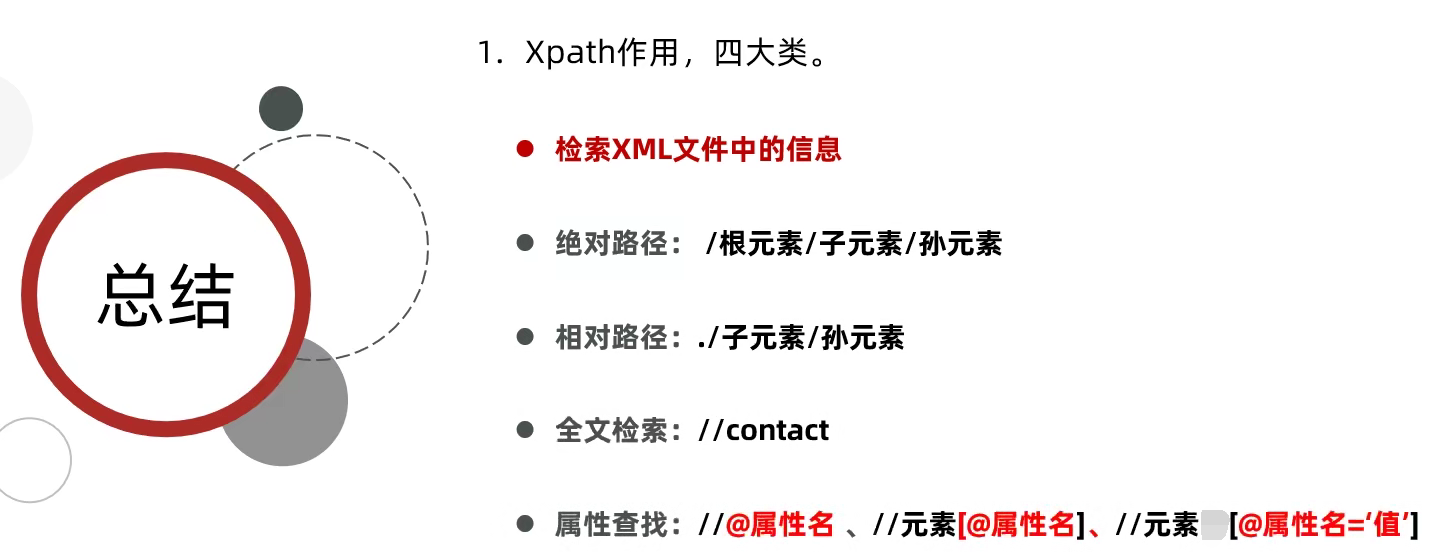 1. Xpath作用，四大类。
检索XML文件中的信息
绝对路径： /根元素/子元素/孙元素
总结
相对路径：./子元素/孙元素
全文检索：//contact
属性查找：//@属性名 、//元素[@属性名]、//元素[@属性名=‘值’]